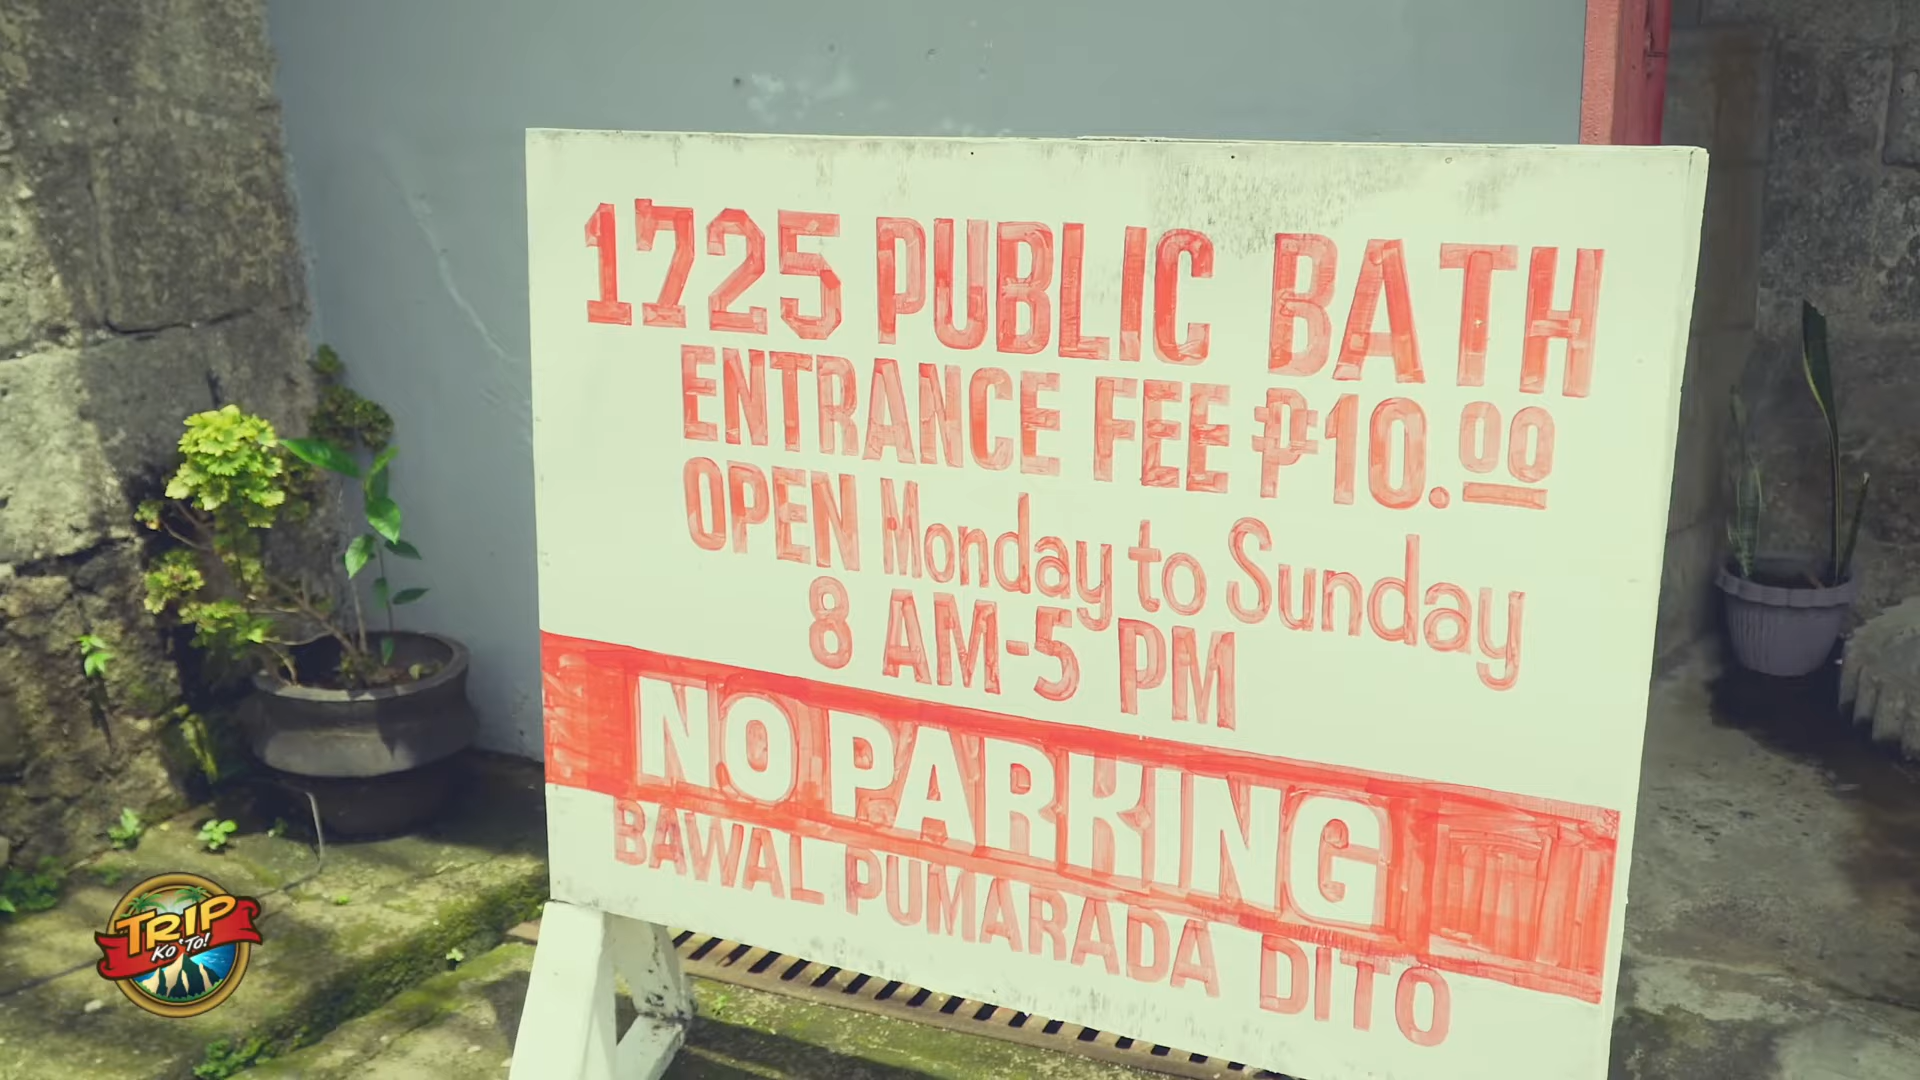 1725 PUBLIC BATH
ENTRANCE FEE ₱10.00
OPEN Monday to Sunday
8 AM-5 PM
NO PARKING
BAWAL PUMARADA DITO
TRIP
KO 'TO!